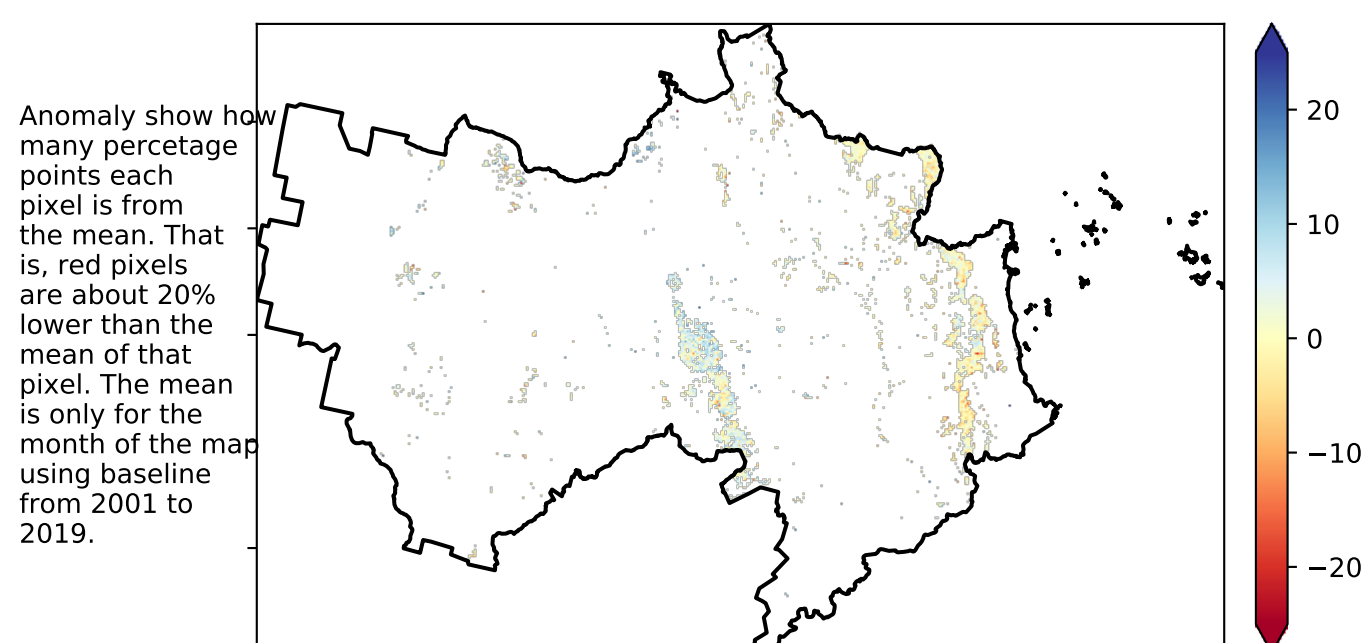 Anomaly show how
many percetage
points each
pixel is from
the mean. That
is, red pixels
are about 20%
lower than the
mean of that
pixel. The mean
is only for the
month of the map
using baseline
from 2001 to
2019.
20
10
0
−10
−20